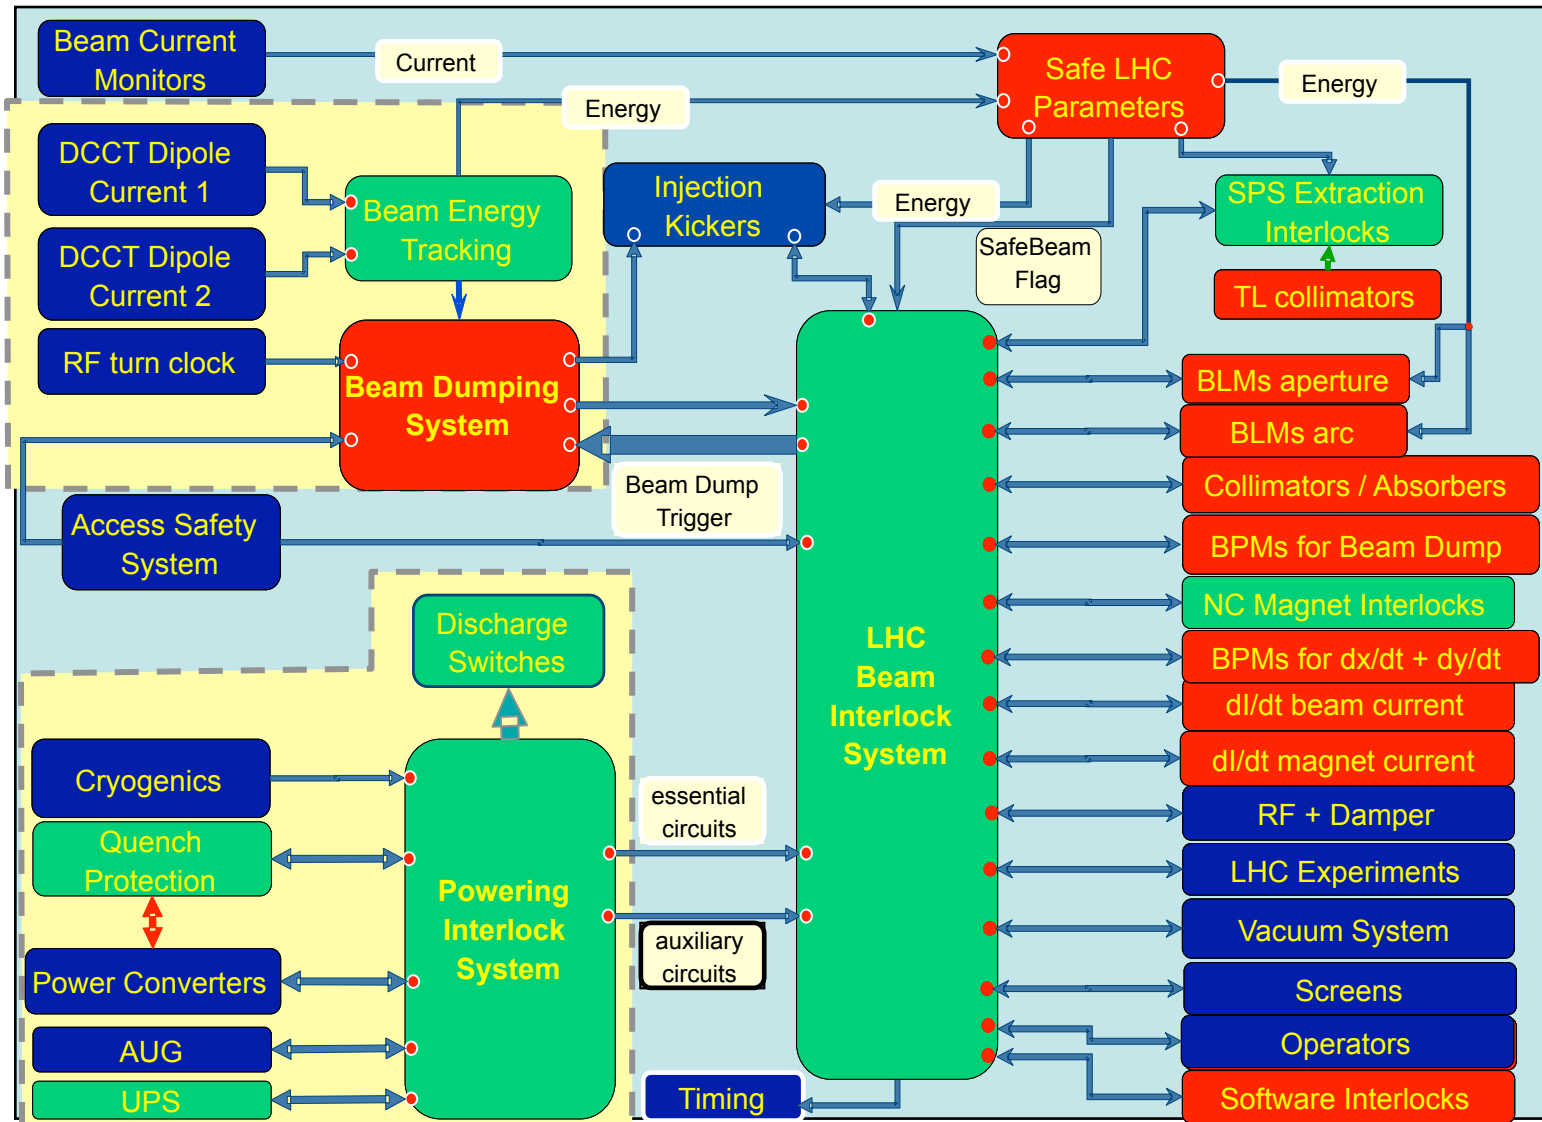 Beam Current
Monitors
Current
Safe LHC
Parameters
Energy
Energy
DCCT Dipole
Current 1
Beam Energy
Tracking
Injection
Kickers
Energy
SPS Extraction
Interlocks
DCCT Dipole
Current 2
SafeBeam
Flag
TL collimators
RF turn clock
Beam Dumping
System
BLMs aperture
BLMs arc
Beam Dump
Trigger
Collimators / Absorbers
Access Safety
System
BPMs for Beam Dump
NC Magnet Interlocks
Discharge
Switches
LHC
Beam
Interlock
System
BPMs for dx/dt + dy/dt
dI/dt beam current
dI/dt magnet current
Cryogenics
essential
circuits
RF + Damper
Quench
Protection
LHC Experiments
Powering
Interlock
System
auxiliary
circuits
Vacuum System
Power Converters
Screens
AUG
Operators
UPS
Timing
Software Interlocks